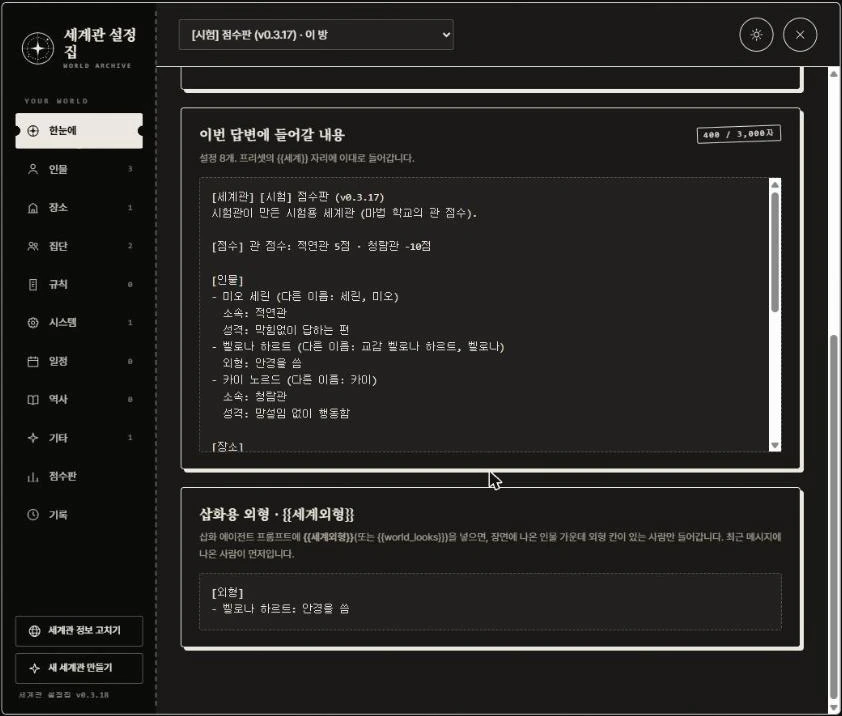 세계관 설정
집
WORLD ARCHIVE
[시험] 점수판 (v0.3.17) · 이 방
YOUR WORLD
한눈에
인물 3
장소 1
집단 2
규칙 0
시스템 1
일정 0
역사 0
기타 1
점수판
기록
세계관 정보 고치기
새 세계관 만들기
세계관 설정집 v0.3.18
이번 답변에 들어갈 내용
400 / 3,000자
설정 8개. 프리셋의 {{세계}} 자리에 이대로 들어갑니다.
[세계관] [시험] 점수판 (v0.3.17)
시험관이 만든 시험용 세계관 (마법 학교의 관 점수).
[점수] 관 점수: 적연관 5점 · 청람관 -10점
[인물]
- 미오 세린 (다른 이름: 세린, 미오)
소속: 적연관
성격: 막힘없이 답하는 편
- 벨로나 하르트 (다른 이름: 교감 벨로나 하르트, 벨로나)
외형: 안경을 씀
- 카이 노르드 (다른 이름: 카이)
소속: 청람관
성격: 망설임 없이 행동함
[장소]
삽화용 외형 · {{세계외형}}
삽화 에이전트 프롬프트에 {{세계외형}}(또는 {{world_looks}})을 넣으면, 장면에 나온 인물 가운데 외형 칸이 있는 사람만 들어갑니다. 최근 메시지에
나온 사람이 먼저입니다.
[외형]
- 벨로나 하르트: 안경을 씀